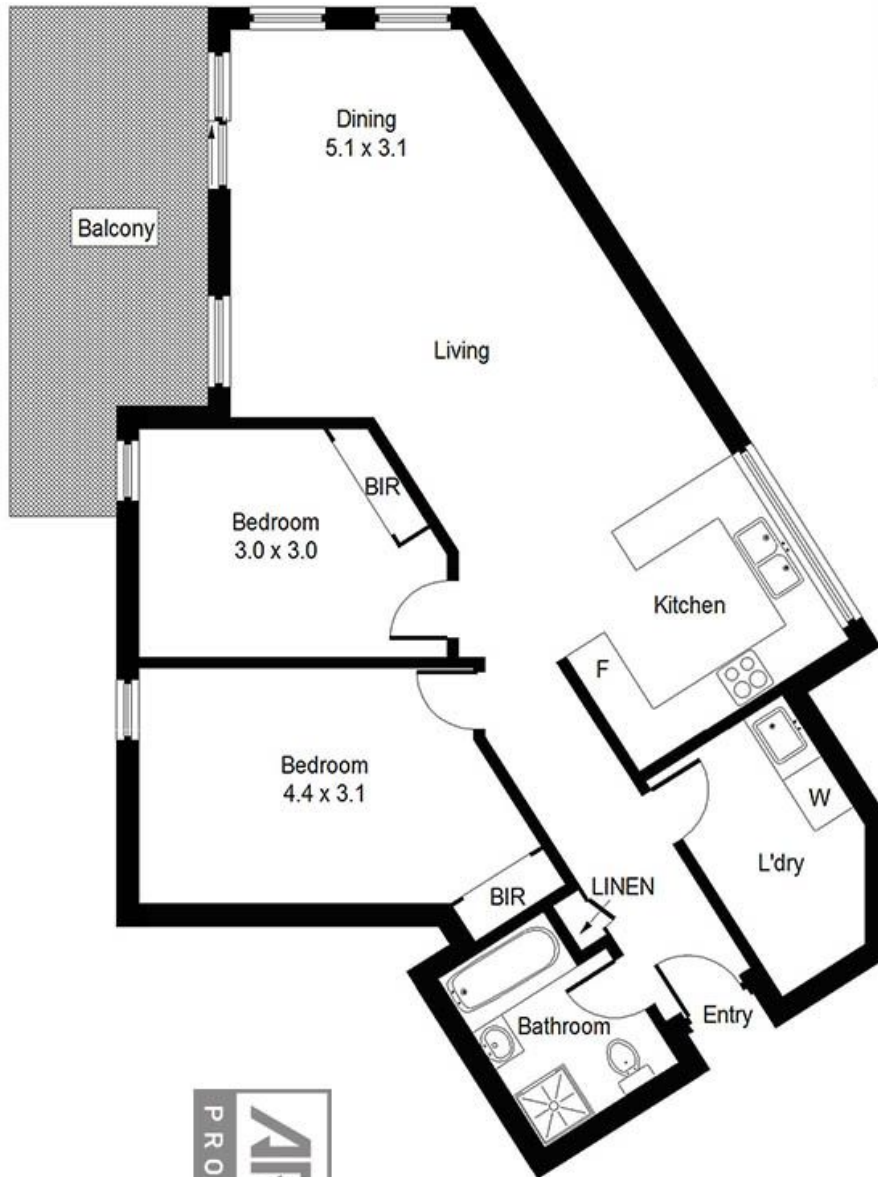 Dining
5.1 x 3.1
Balcony
Living
BIR
Bedroom
3.0 x 3.0
Kitchen
F
Bedroom
4.4 x 3.1
W
L'dry
BIR
LINEN
Bathroom
Entry
PRO